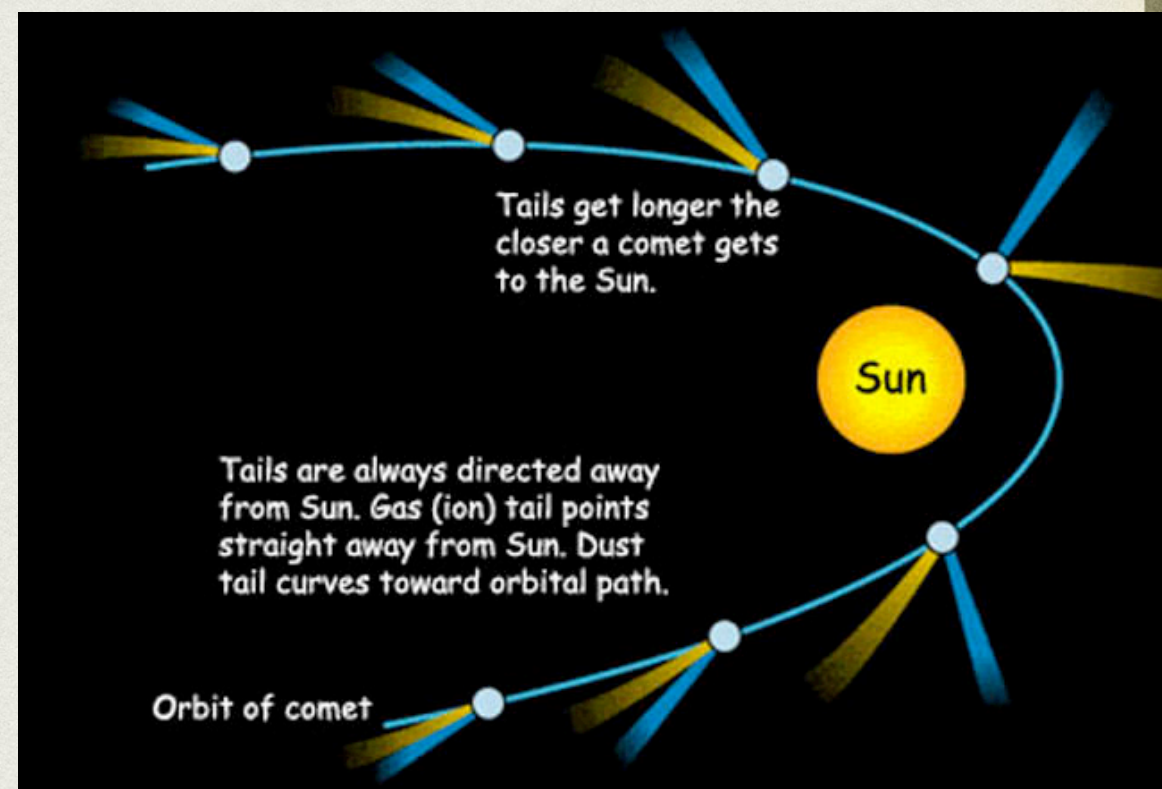 Tails get longer the
closer a comet gets
to the Sun.
Sun
Tails are always directed away
from Sun. Gas (ion) tail points
straight away from Sun. Dust
tail curves toward orbital path.
Orbit of comet